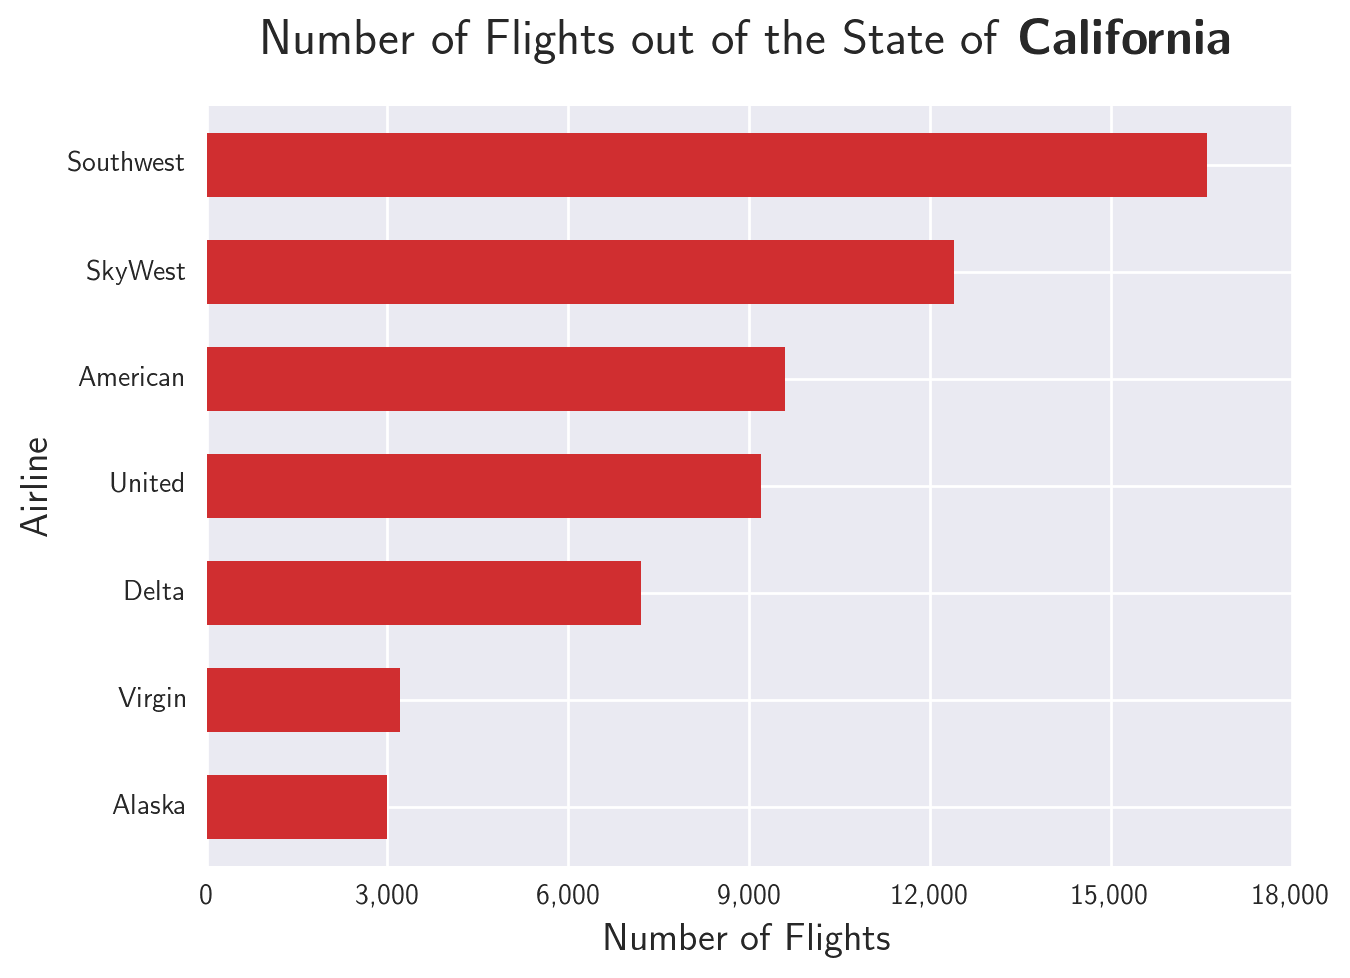 Number of Flights out of the State of California
Southwest
SkyWest
American
United
Delta
Virgin
Alaska
Airline
0 3,000 6,000 9,000 12,000 15,000 18,000
Number of Flights